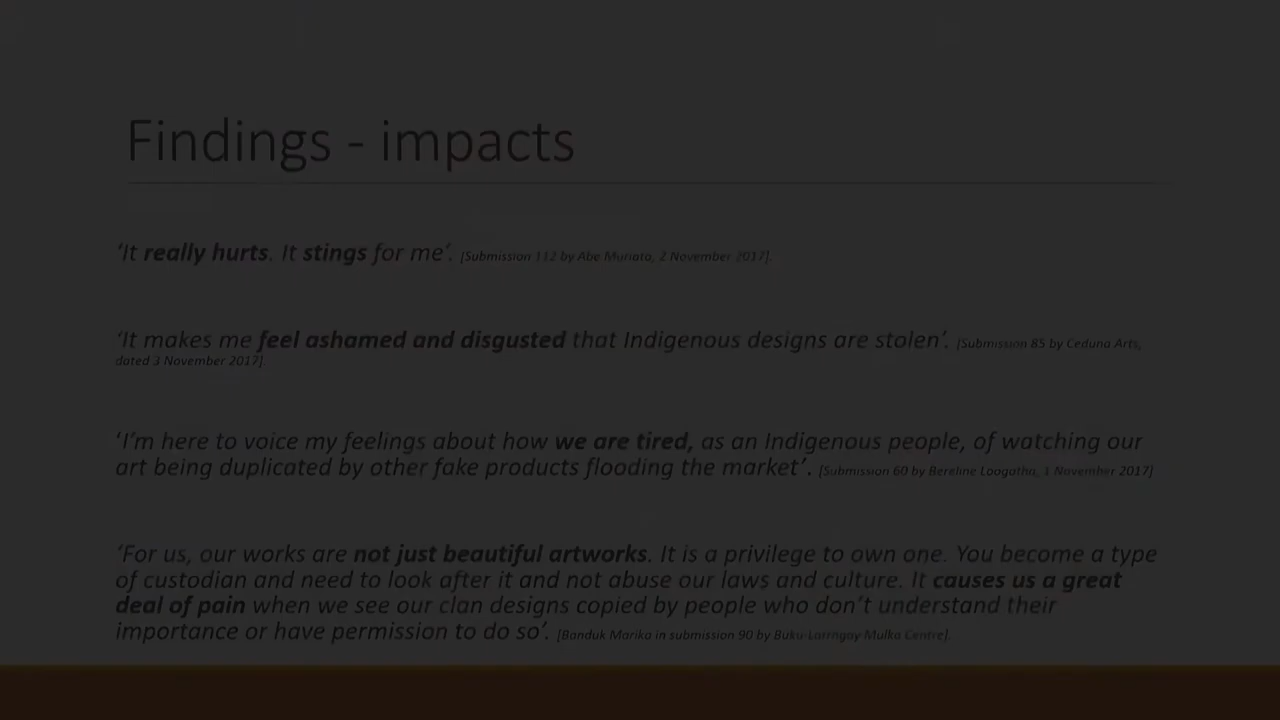 Findings - impacts
‘It really hurts. It stings for me’. [Submission 112 by Abe Muriata, 2 November 2017].
‘It makes me feel ashamed and disgusted that Indigenous designs are stolen’. [Submission 85 by Ceduna Arts,
dated 3 November 2017].
‘I’m here to voice my feelings about how we are tired, as an Indigenous people, of watching our
art being duplicated by other fake products flooding the market’. [Submission 60 by Bereline Loogatha, 1 November 2017]
‘For us, our works are not just beautiful artworks. It is a privilege to own one. You become a type
of custodian and need to look after it and not abuse our laws and culture. It causes us a great
deal of pain when we see our clan designs copied by people who don’t understand their
importance or have permission to do so’. [Banduk Marika in submission 90 by Buku-Larrngay Mulka Centre].